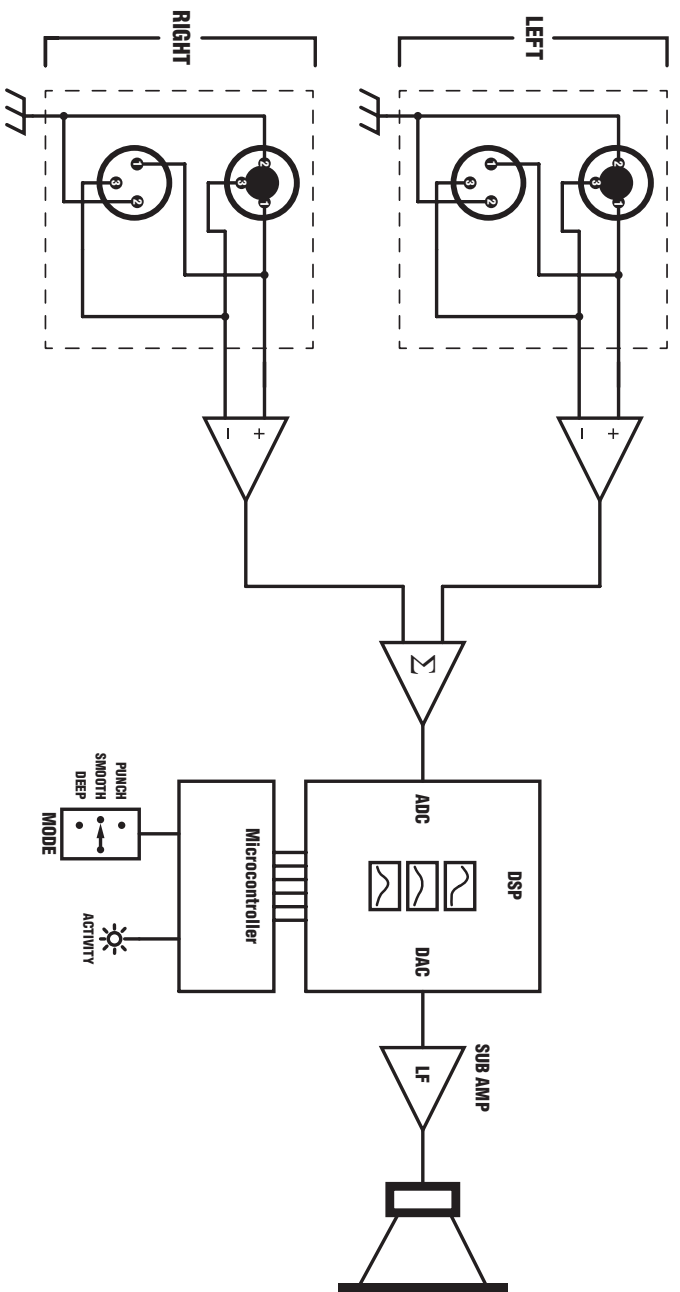 LEFT
2
1
3
1
2
3
+
−
RIGHT
2
1
3
1
2
3
+
−
Σ
DSP
ADC
DAC
SUB AMP
LF
Microcontroller
PUNCH
SMOOTH
DEEP
MODE
ACTIVITY